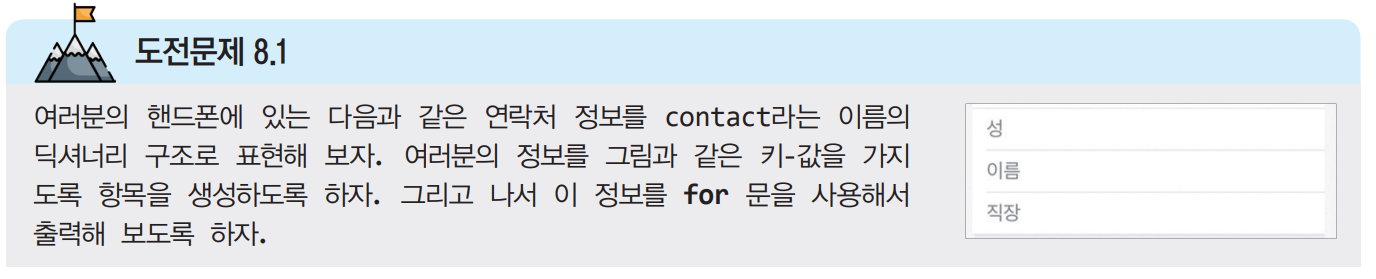 도전문제 8.1
여러분의 핸드폰에 있는 다음과 같은 연락처 정보를 contact라는 이름의
딕셔너리 구조로 표현해 보자. 여러분의 정보를 그림과 같은 키-값을 가지
도록 항목을 생성하도록 하자. 그리고 나서 이 정보를 for 문을 사용해서
출력해 보도록 하자.
성
이름
직장